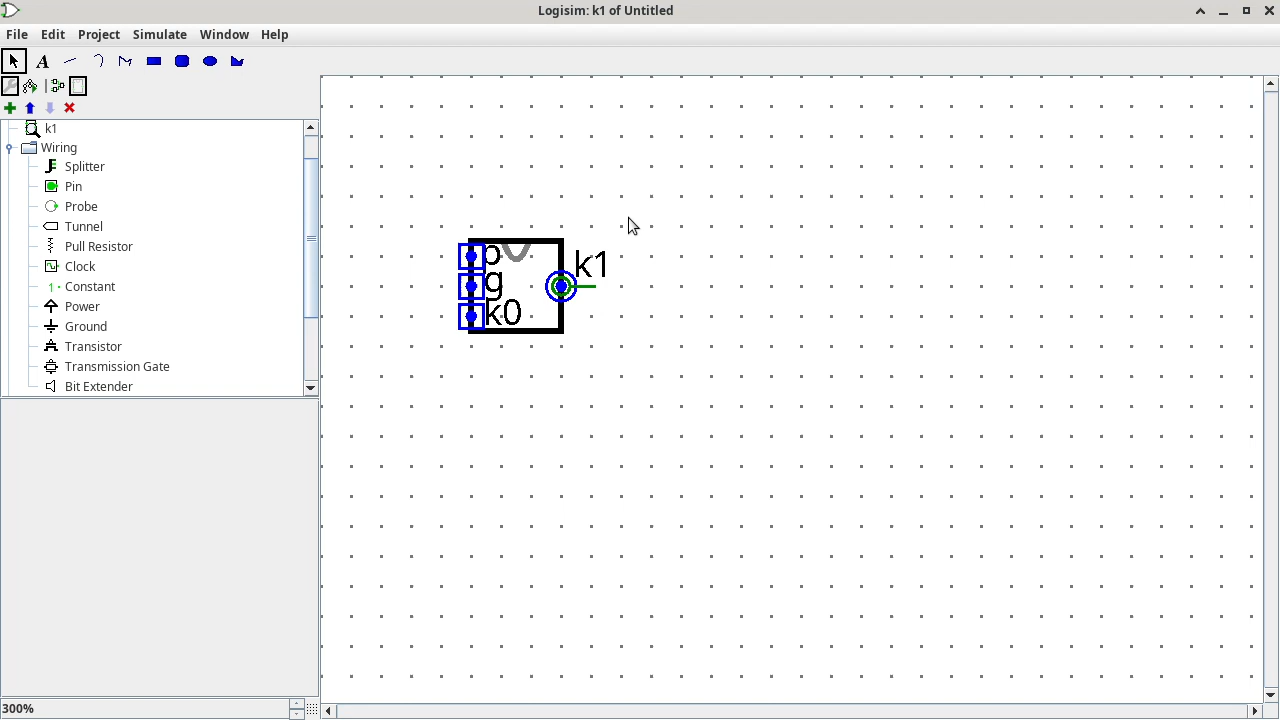 Logisim: k1 of Untitled
File Edit Project Simulate Window Help
A
k1
Wiring
Splitter
Pin
Probe
Tunnel
Pull Resistor
Clock
1 Constant
Power
Ground
Transistor
Transmission Gate
Bit Extender
p
g
k0
k1
300%